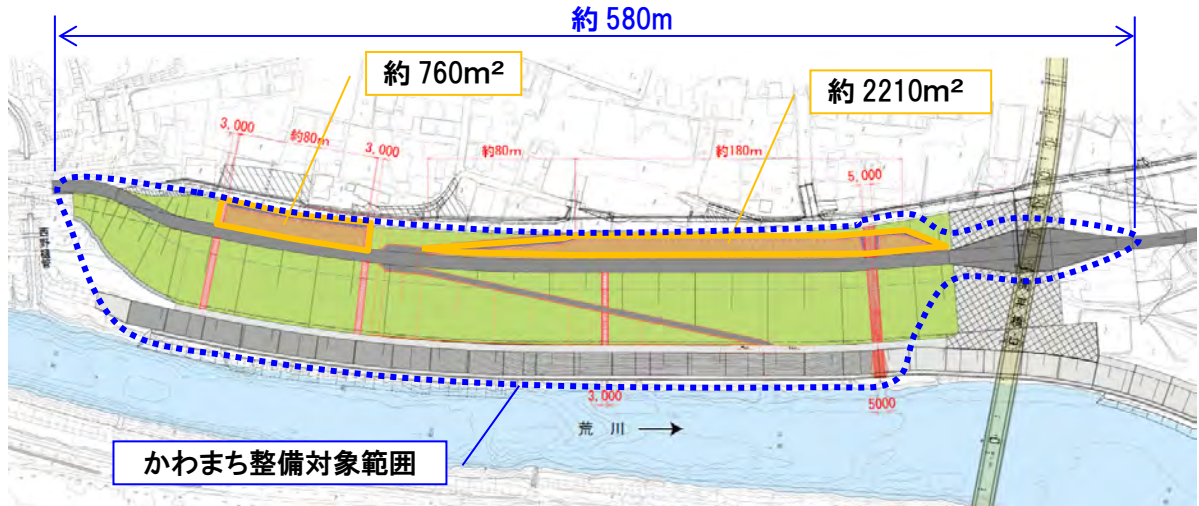 約 580m
約 760m²
約 2210m²
3,000
約80m
3,000
約80m
約180m
5,000
西野樋管
3,000
5000
荒 川
かわまち整備対象範囲